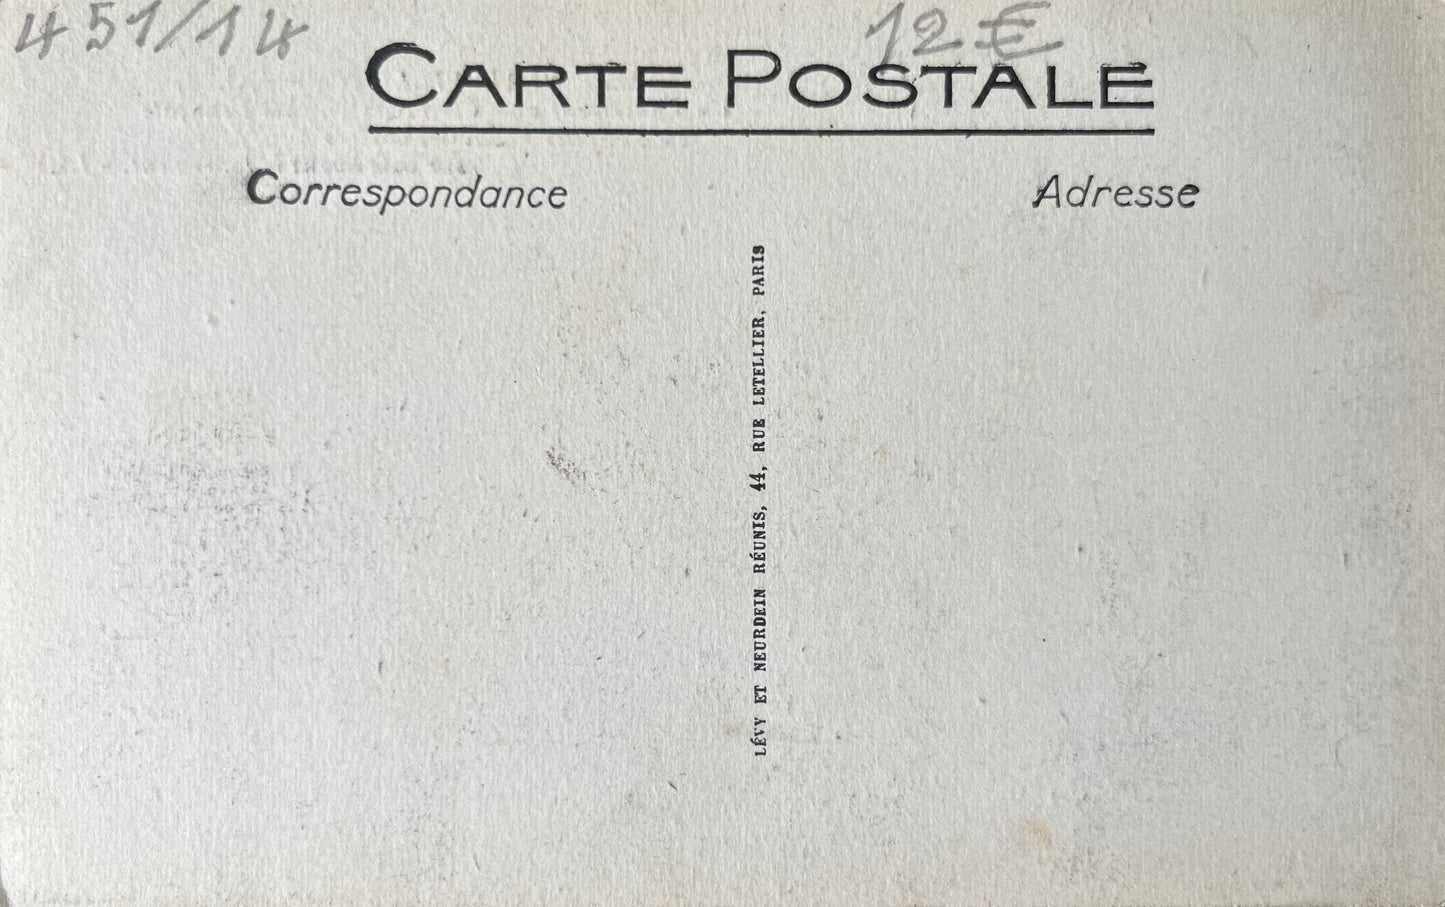 451/14
12 €
CARTE POSTALE
Correspondance
Adresse
LÉVY ET NEURDEIN RÉUNIS, 44, RUE LETELLIER, PARIS